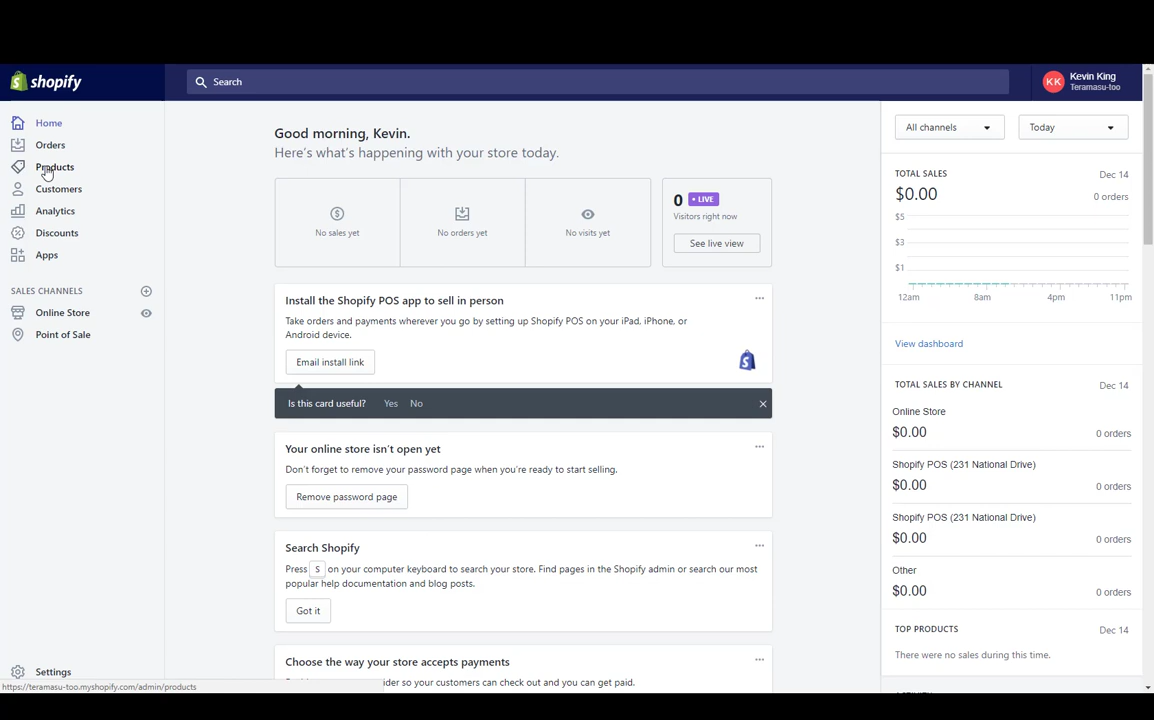 shopify
Search
KK
Kevin King
Teramasu-too
Home
Orders
Products
Customers
Analytics
Discounts
Apps
SALES CHANNELS
Online Store
Point of Sale
Settings
https://teramasu-too.myshopify.com/admin/products
Good morning, Kevin.
Here's what's happening with your store today.
No sales yet
No orders yet
No visits yet
0 • LIVE
Visitors right now
See live view
Install the Shopify POS app to sell in person
Take orders and payments wherever you go by setting up Shopify POS on your iPad, iPhone, or
Android device.
Email install link
Is this card useful? Yes No
Your online store isn't open yet
Don't forget to remove your password page when you're ready to start selling.
Remove password page
Search Shopify
Press S on your computer keyboard to search your store. Find pages in the Shopify admin or search our most
popular help documentation and blog posts.
Got it
Choose the way your store accepts payments
ider so your customers can check out and you can get paid.
All channels
Today
TOTAL SALES Dec 14
$0.00 0 orders
$5
$3
$1
12am 8am 4pm 11pm
View dashboard
TOTAL SALES BY CHANNEL Dec 14
Online Store
$0.00 0 orders
Shopify POS (231 National Drive)
$0.00 0 orders
Shopify POS (231 National Drive)
$0.00 0 orders
Other
$0.00 0 orders
TOP PRODUCTS Dec 14
There were no sales during this time.